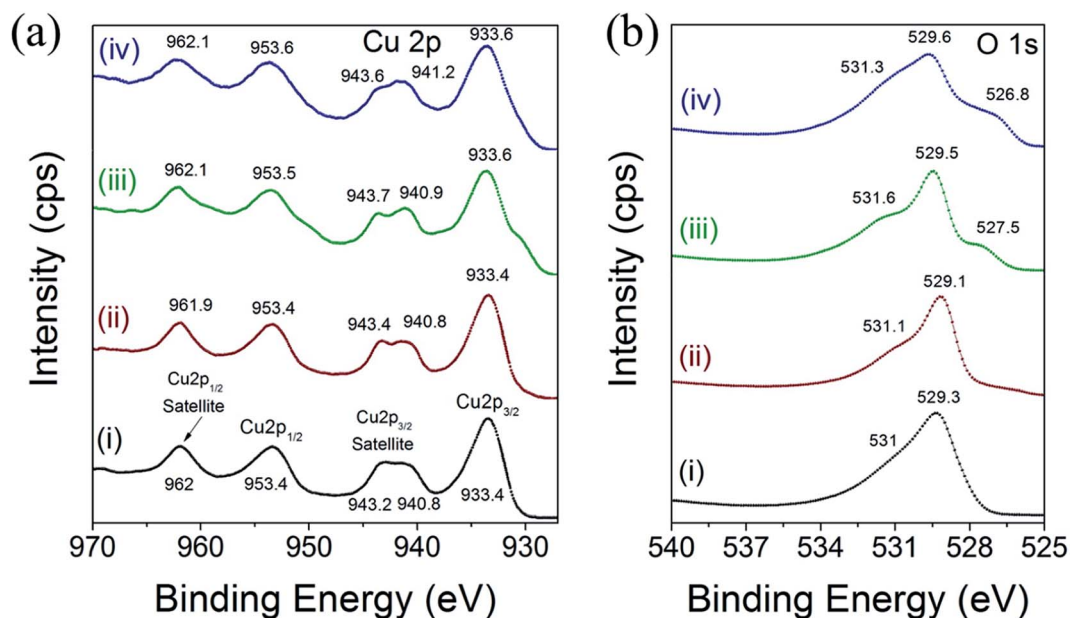 (a)
Cu 2p
(iv)
962.1
953.6
943.6
941.2
933.6
(iii)
962.1
953.5
943.7
940.9
933.6
(ii)
961.9
953.4
943.4
940.8
933.4
Cu2p1/2
Satellite
Cu2p1/2
Cu2p3/2
Satellite
Cu2p3/2
(i)
962
953.4
943.2
940.8
933.4
970
960
950
940
930
Binding Energy (eV)
Intensity (cps)
(b)
O 1s
(iv)
531.3
529.6
526.8
(iii)
531.6
529.5
527.5
(ii)
531.1
529.1
(i)
531
529.3
540
537
534
531
528
525
Binding Energy (eV)
Intensity (cps)